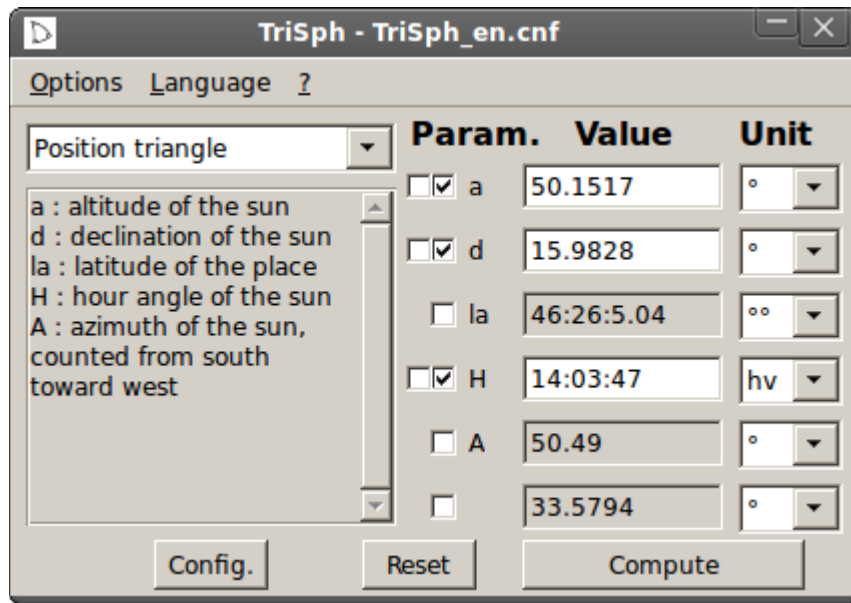 TriSph - TriSph_en.cnf
Options Language ?
Position triangle
a : altitude of the sun
d : declination of the sun
la : latitude of the place
H : hour angle of the sun
A : azimuth of the sun,
counted from south
toward west
Param. Value Unit
a 50.1517 °
d 15.9828 °
la 46:26:5.04 °°
H 14:03:47 hv
A 50.49 °
33.5794 °
Config. Reset Compute